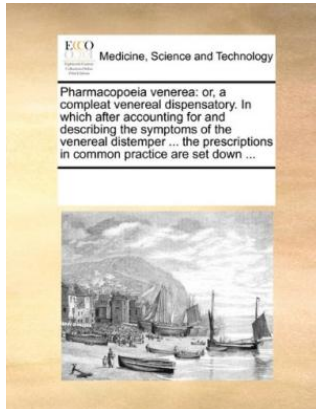 ECCO
Medicine, Science and Technology
Pharmacopoeia venerea: or, a
compleat venereal dispensatory. In
which after accounting for and
describing the symptoms of the
venereal distemper ... the prescriptions
in common practice are set down ...